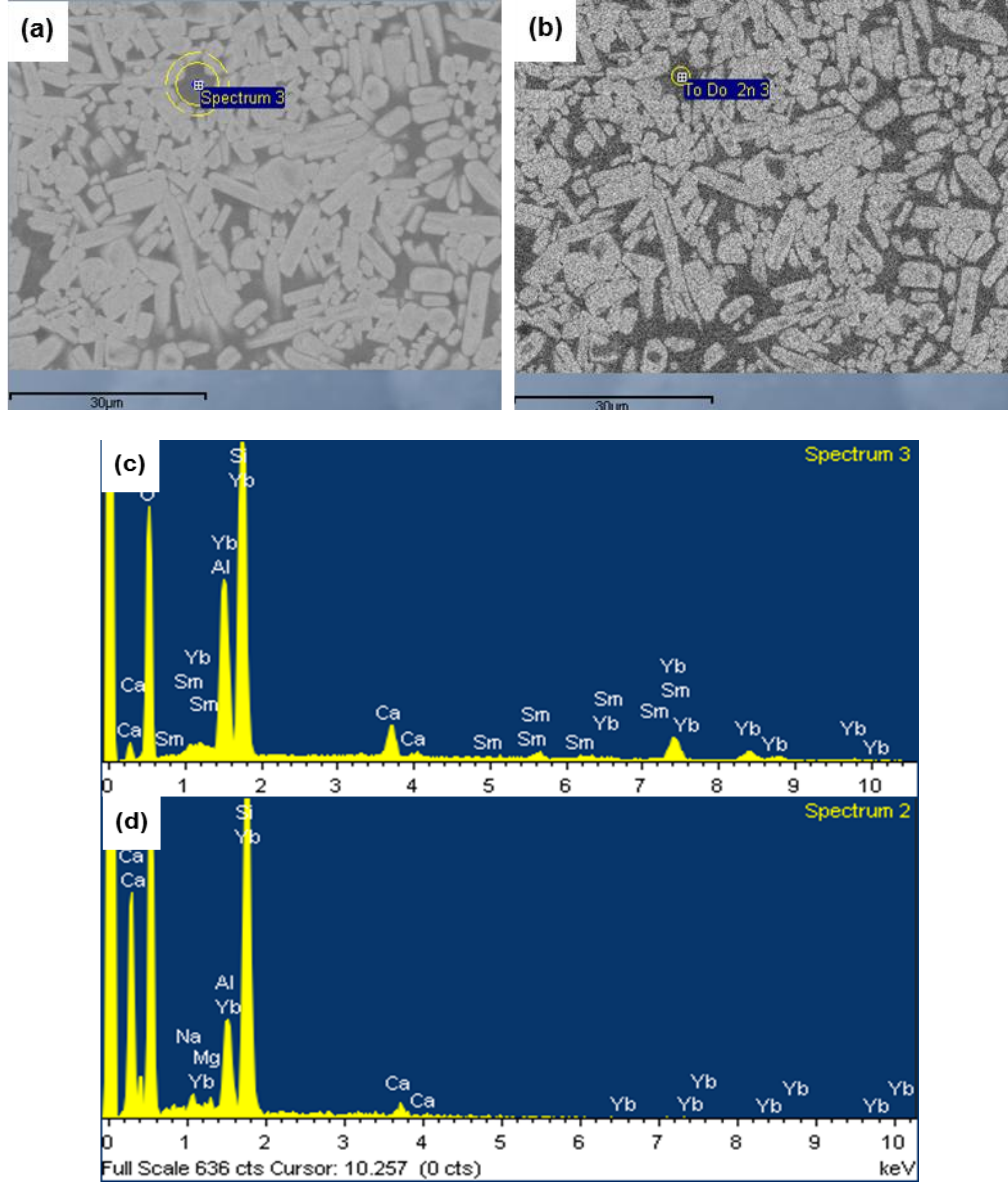 (a)
Spectrum 3
30µm
(b)
To Do 2n 3
30µm
(c)
Spectrum 3
Si
Yb
O
Yb
Al
Yb
Sm
Sm
Ca
Ca
Sm
Ca
Ca
Sm
Sm
Sm
Sm
Sm
Yb
Yb
Sm
Sm
Yb
Yb
Yb
Yb
Yb
0 1 2 3 4 5 6 7 8 9 10
(d)
Spectrum 2
Si
Yb
Ca
Ca
Al
Yb
Na
Mg
Yb
Ca
Ca
Yb
Yb
Yb
Yb
Yb
Yb
Yb
0 1 2 3 4 5 6 7 8 9 10
Full Scale 636 cts Cursor: 10.257 (0 cts) keV